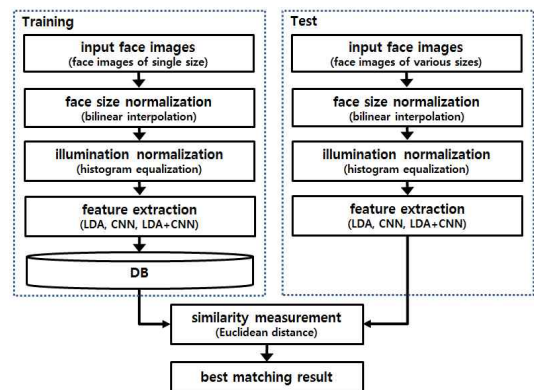 Training
input face images
(face images of single size)
face size normalization
(bilinear interpolation)
illumination normalization
(histogram equalization)
feature extraction
(LDA, CNN, LDA+CNN)
DB
Test
input face images
(face images of various sizes)
face size normalization
(bilinear interpolation)
illumination normalization
(histogram equalization)
feature extraction
(LDA, CNN, LDA+CNN)
similarity measurement
(Euclidean distance)
best matching result